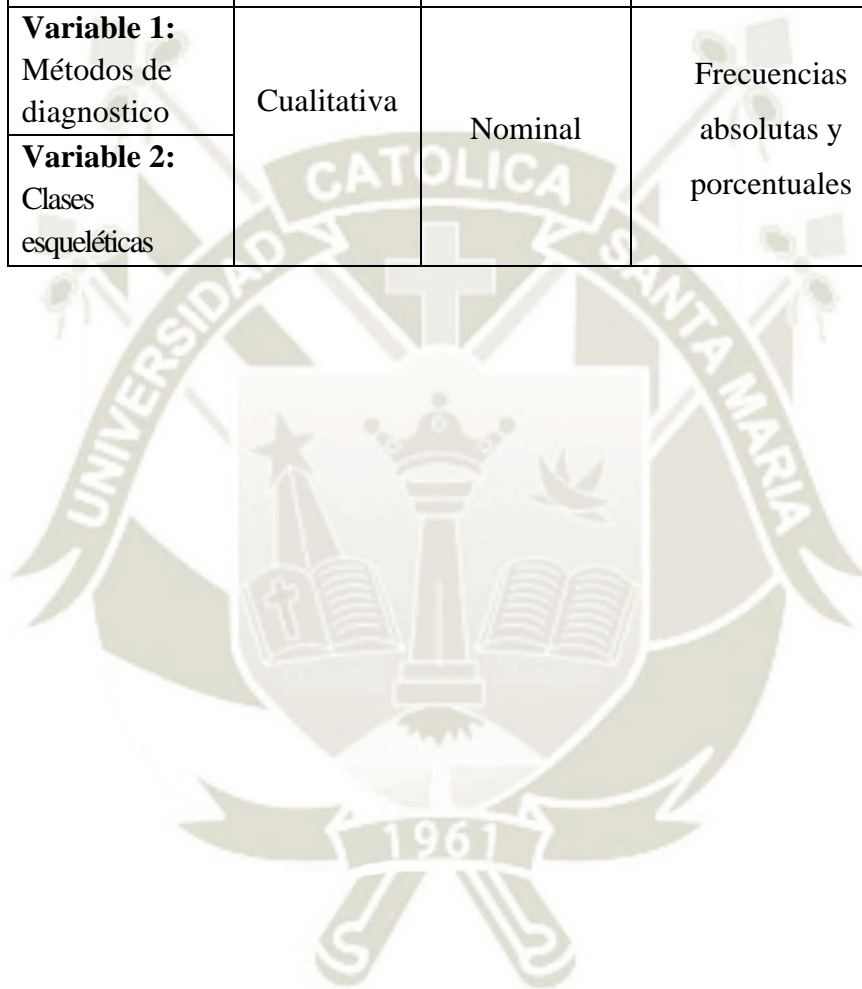 Variable 1:
Métodos de
diagnostico
Variable 2:
Clases
esqueléticas
Cualitativa
Nominal
Frecuencias
absolutas y
porcentuales
UNIVERSIDAD CATOLICA SANTA MARIA
1961